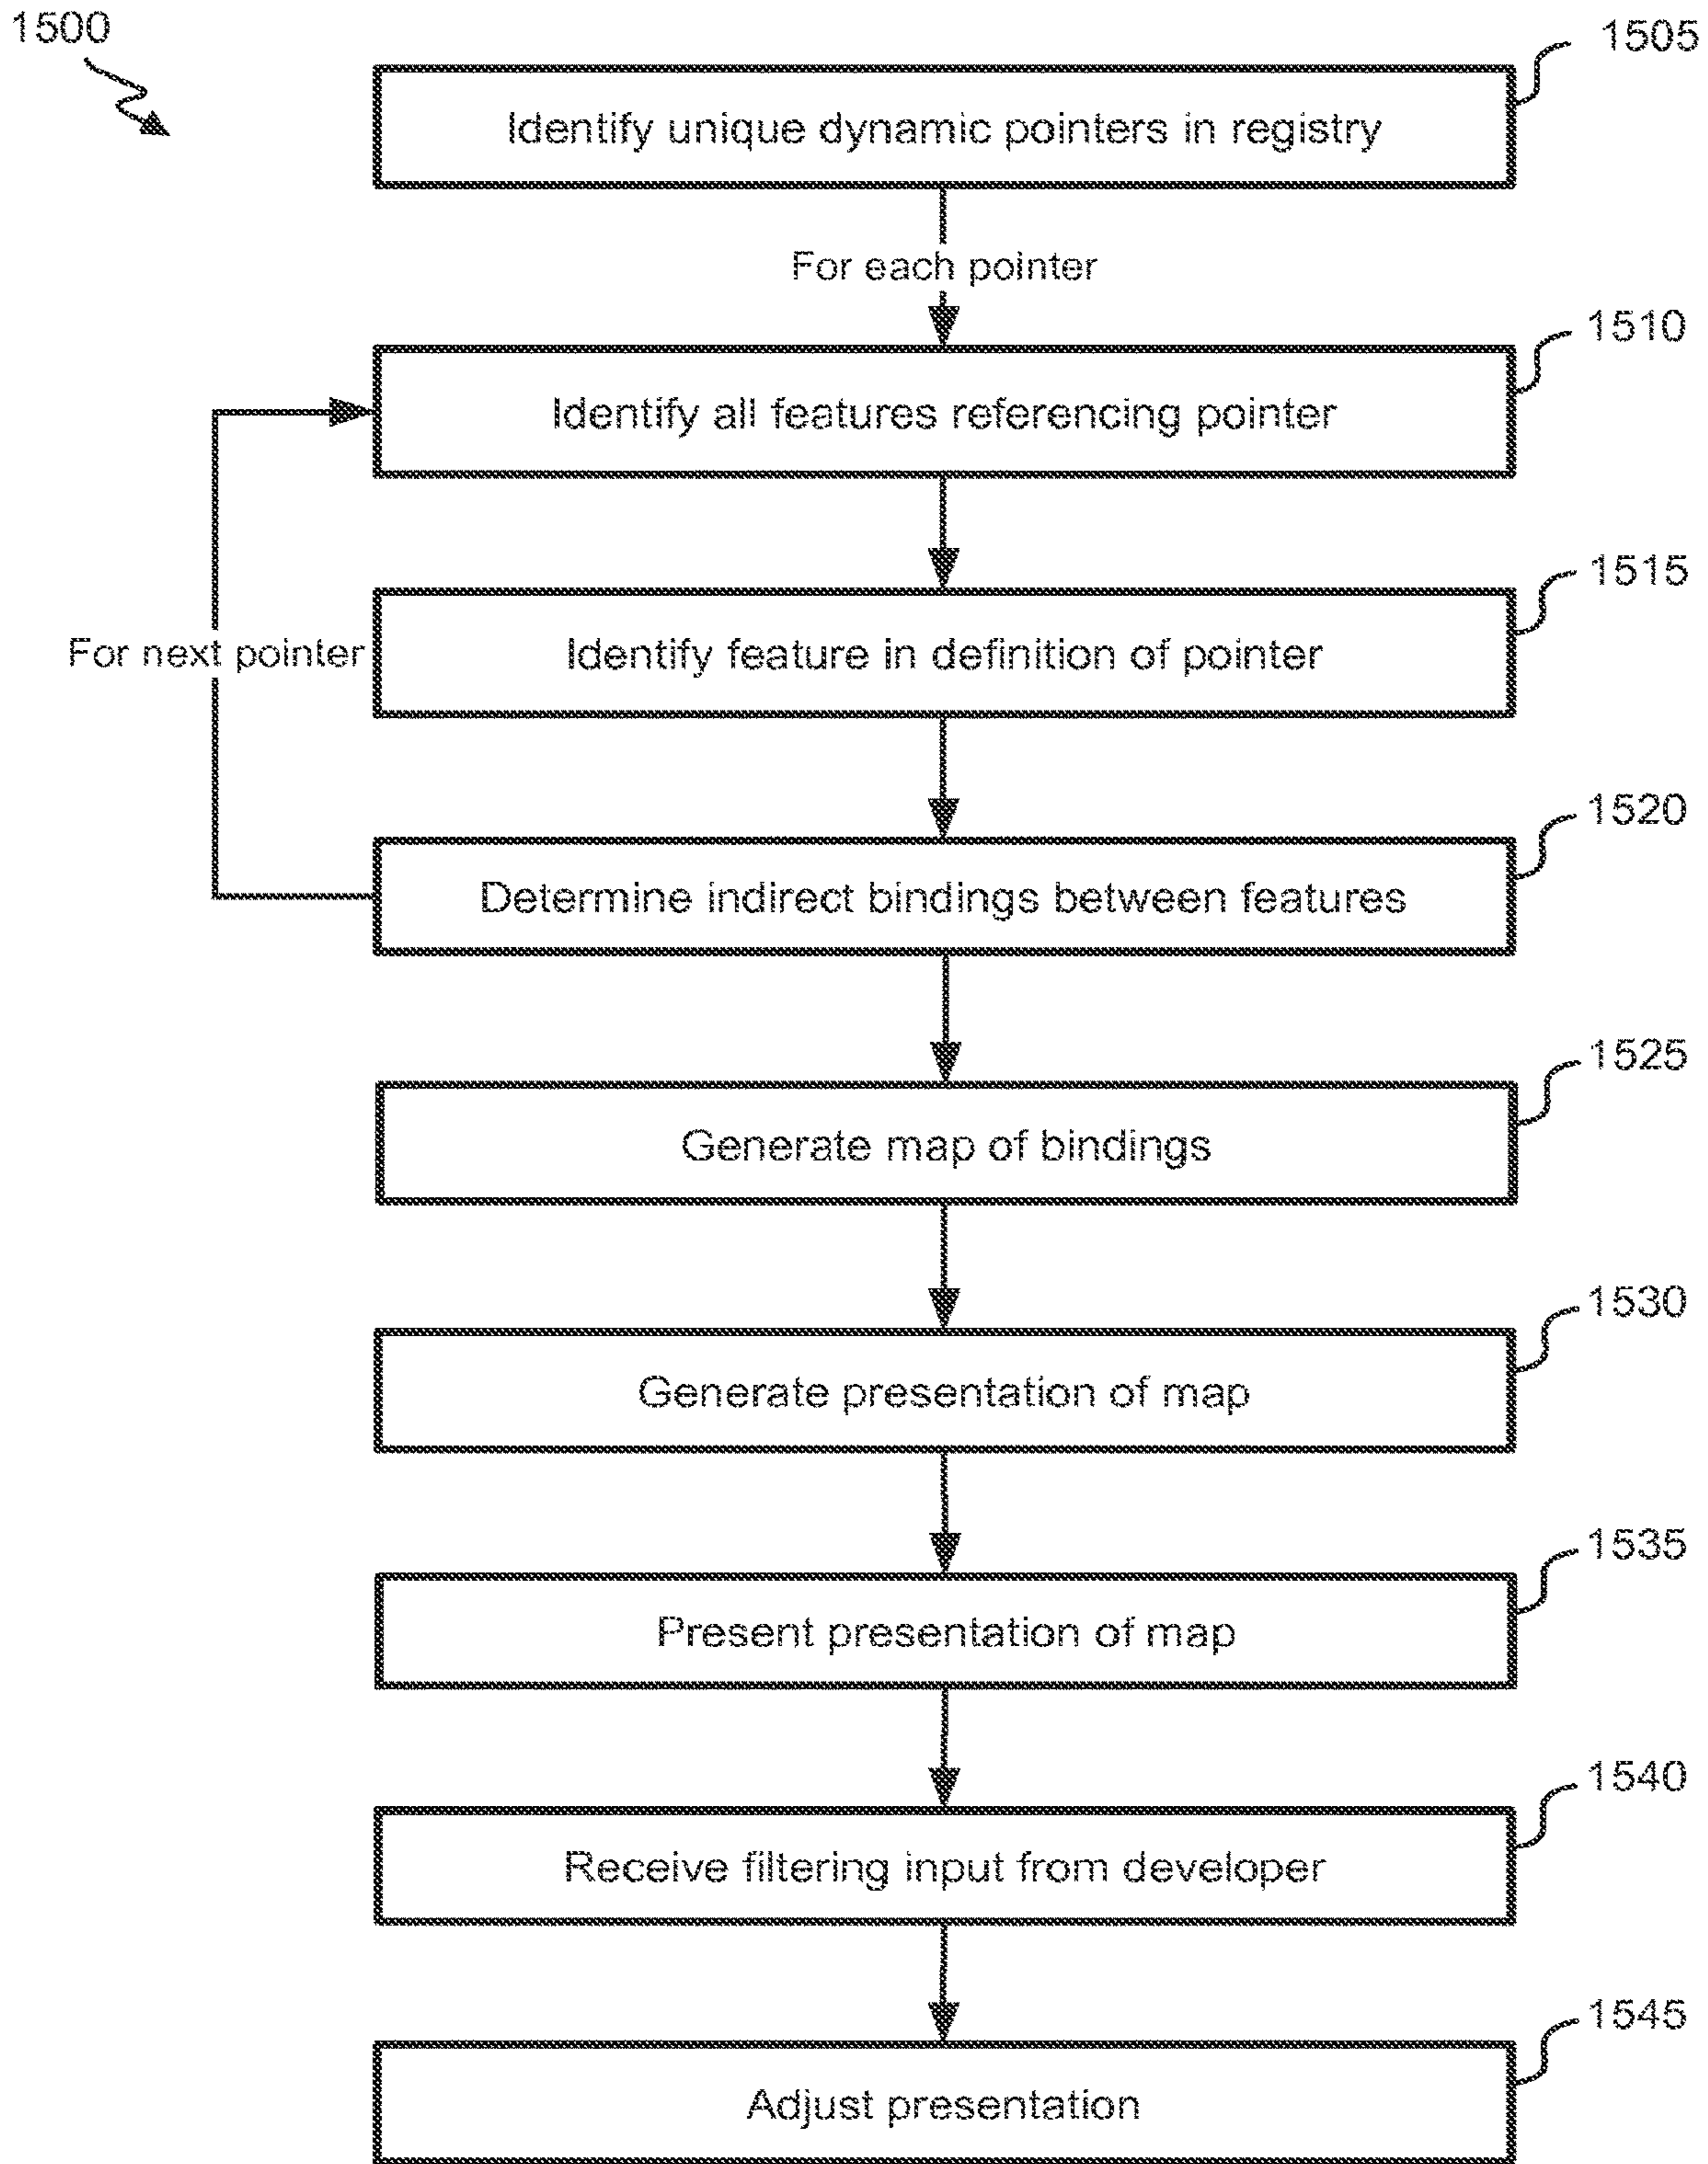 1500
1505
Identify unique dynamic pointers in registry
For each pointer
1510
Identify all features referencing pointer
1515
For next pointer
Identify feature in definition of pointer
1520
Determine indirect bindings between features
1525
Generate map of bindings
1530
Generate presentation of map
1535
Present presentation of map
1540
Receive filtering input from developer
1545
Adjust presentation